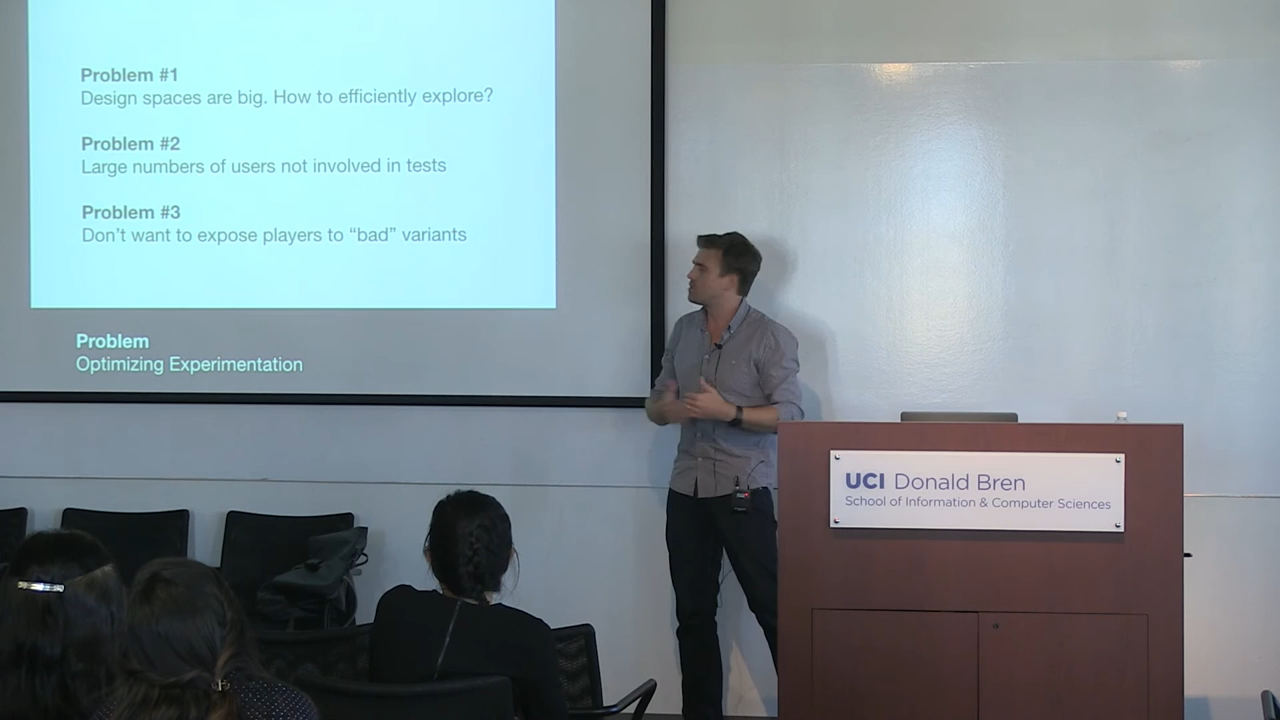 Problem #1
Design spaces are big. How to efficiently explore?
Problem #2
Large numbers of users not involved in tests
Problem #3
Don't want to expose players to “bad” variants
Problem
Optimizing Experimentation
UCI Donald Bren
School of Information & Computer Sciences